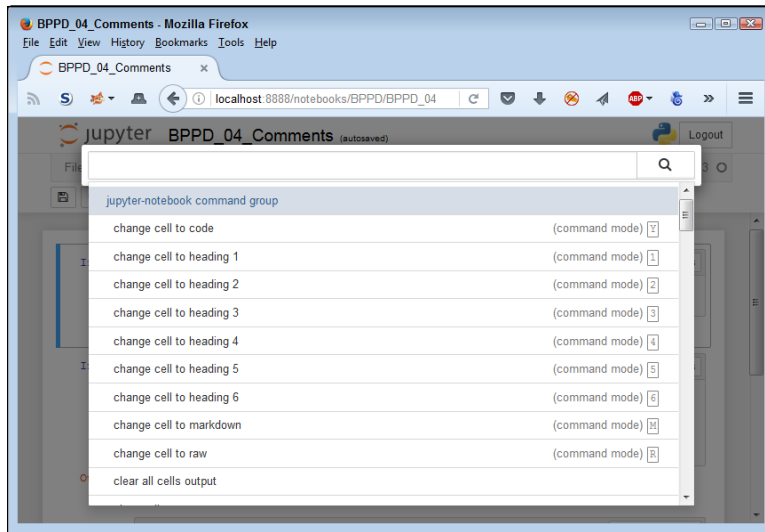 BPPD_04_Comments - Mozilla Firefox
File Edit View History Bookmarks Tools Help
BPPD_04_Comments ×
S) localhost:8888/notebooks/BPPD/BPPD_04 ABP
jupyter BPPD_04_Comments (autosaved) Logout
File 3
jupyter-notebook command group
change cell to code (command mode) Y
change cell to heading 1 (command mode) 1
change cell to heading 2 (command mode) 2
change cell to heading 3 (command mode) 3
change cell to heading 4 (command mode) 4
change cell to heading 5 (command mode) 5
change cell to heading 6 (command mode) 6
change cell to markdown (command mode) M
change cell to raw (command mode) R
clear all cells output